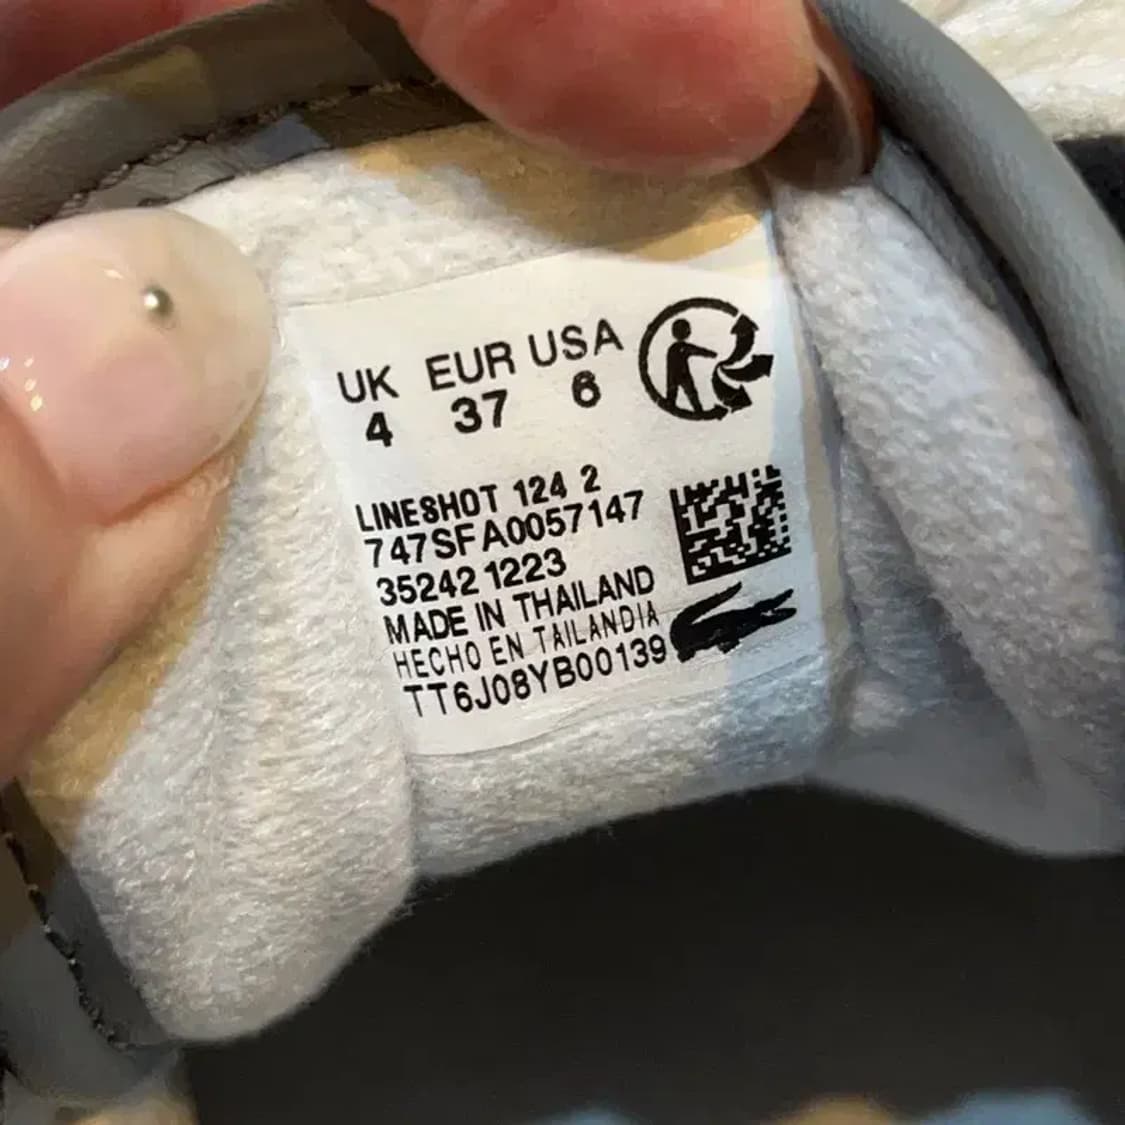 UK EUR USA
4 37 6
LINESHOT 124 2
747SFA0057147
35242 1223
MADE IN THAILAND
HECHO EN TAILANDIA
TT6J08YB00139